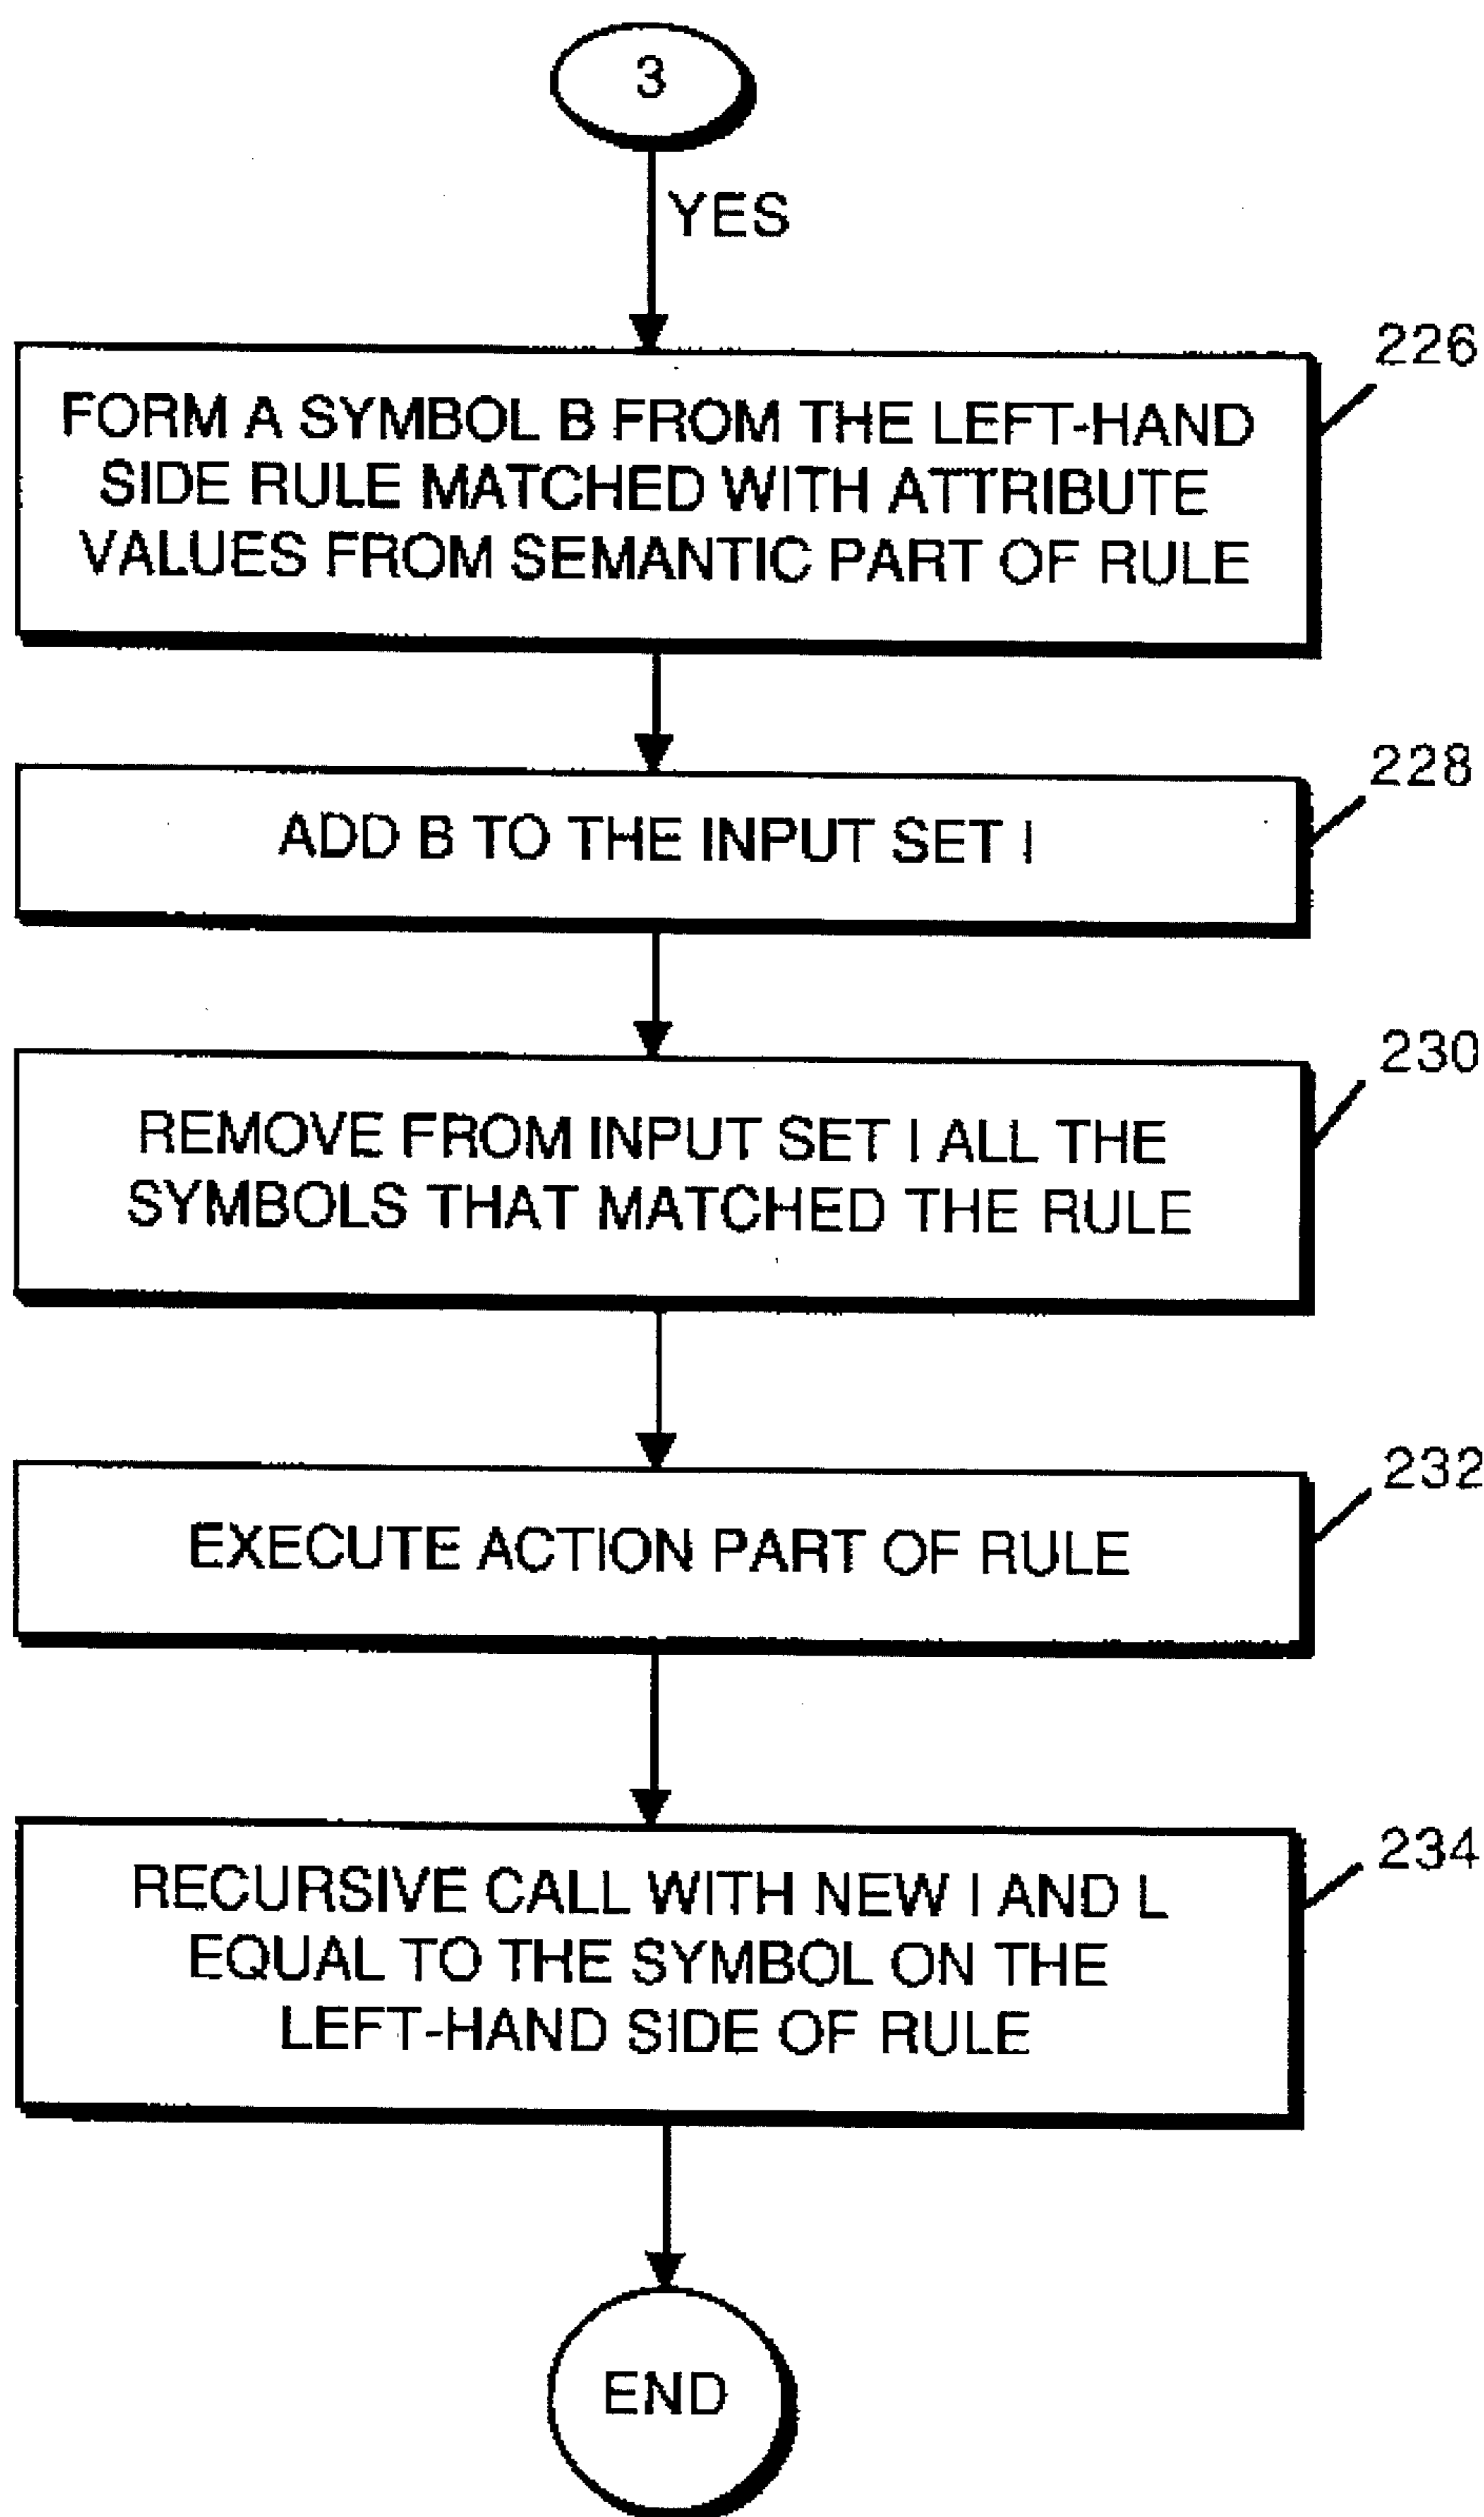 3
YES
226
FORM A SYMBOL B FROM THE LEFT-HAND
SIDE RULE MATCHED WITH ATTRIBUTE
VALUES FROM SEMANTIC PART OF RULE
228
ADD B TO THE INPUT SET I
230
REMOVE FROM INPUT SET I ALL THE
SYMBOLS THAT MATCHED THE RULE
232
EXECUTE ACTION PART OF RULE
234
RECURSIVE CALL WITH NEW I AND L
EQUAL TO THE SYMBOL ON THE
LEFT-HAND SIDE OF RULE
END